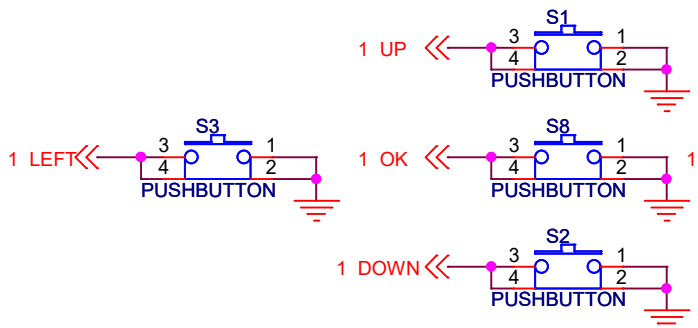 S1
1 UP 3 1
4 2
PUSHBUTTON
S3 S8
1 LEFT 3 1 1 OK 3 1 1
4 2 4 2
PUSHBUTTON PUSHBUTTON
S2
1 DOWN 3 1
4 2
PUSHBUTTON